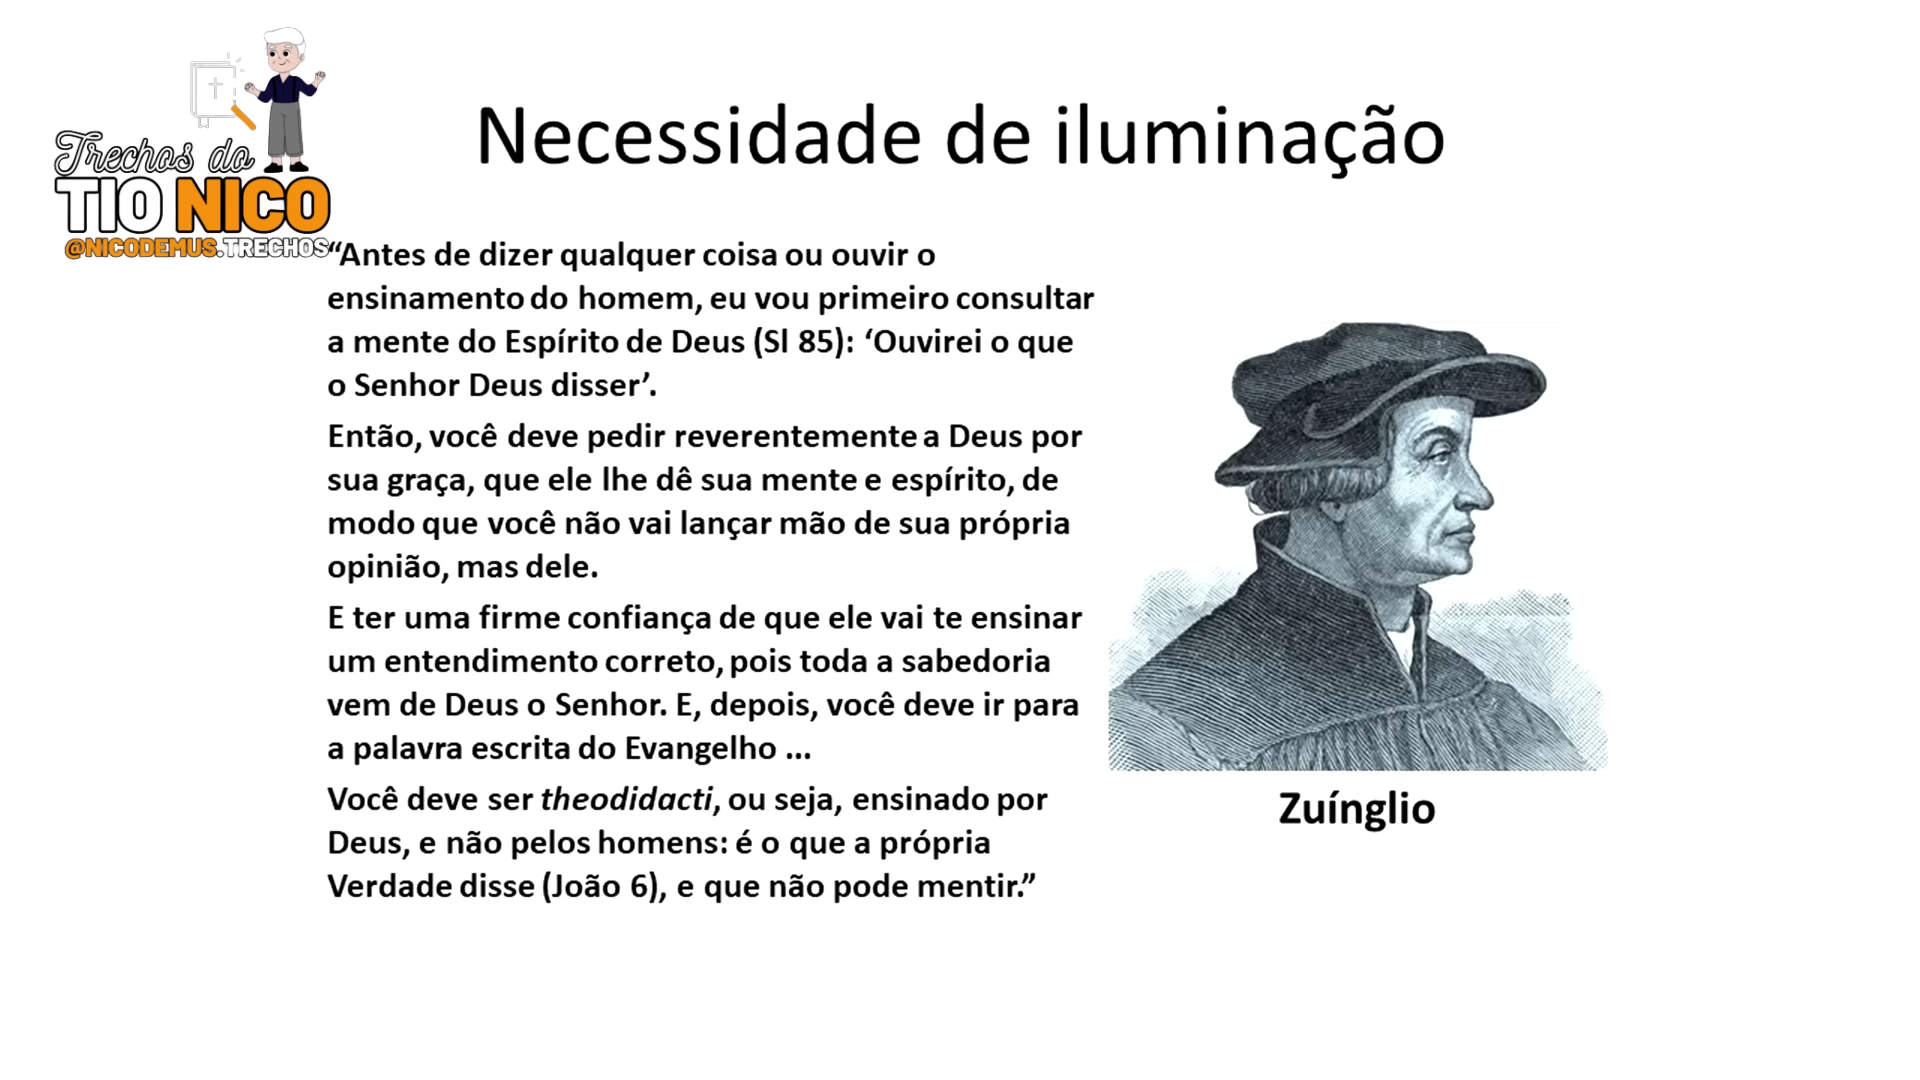 Trechos do
TIO NICO
@NICODEMUS.TRECHOS
Necessidade de iluminação
“Antes de dizer qualquer coisa ou ouvir o
ensinamento do homem, eu vou primeiro consultar
a mente do Espírito de Deus (Sl 85): ‘Ouvirei o que
o Senhor Deus disser’.
Então, você deve pedir reverentemente a Deus por
sua graça, que ele lhe dê sua mente e espírito, de
modo que você não vai lançar mão de sua própria
opinião, mas dele.
E ter uma firme confiança de que ele vai te ensinar
um entendimento correto, pois toda a sabedoria
vem de Deus o Senhor. E, depois, você deve ir para
a palavra escrita do Evangelho ...
Você deve ser theodidacti, ou seja, ensinado por
Deus, e não pelos homens: é o que a própria
Verdade disse (João 6), e que não pode mentir.”
Zuínglio